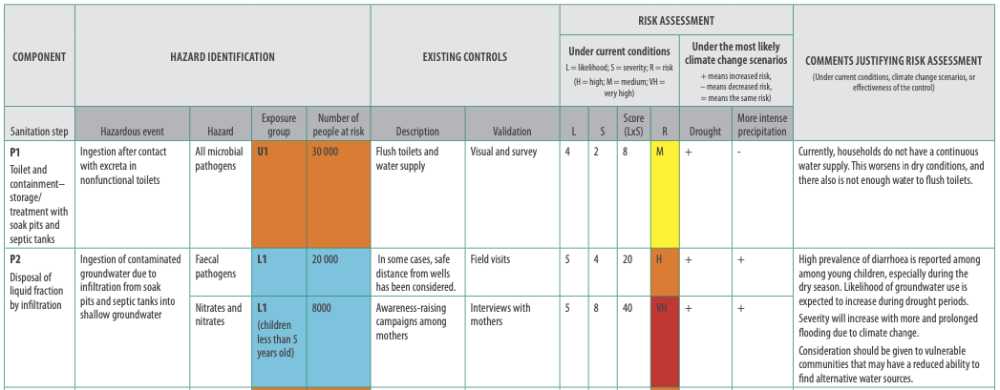 COMPONENT
HAZARD IDENTIFICATION
EXISTING CONTROLS
RISK ASSESSMENT
Under current conditions
L = likelihood; S = severity; R = risk
(H = high; M = medium; VH =
very high)
Under the most likely
climate change scenarios
+ means increased risk,
– means decreased risk,
= means the same risk)
COMMENTS JUSTIFYING RISK ASSESSMENT
(Under current conditions, climate change scenarios, or
effectiveness of the control)
Sanitation step
Hazardous event
Hazard
Exposure
group
Number of
people at risk
Description
Validation
L
S
Score
(LxS)
R
Drought
More intense
precipitation
P1
Toilet and
containment–
storage/
treatment with
soak pits and
septic tanks
Ingestion after contact
with excreta in
nonfunctional toilets
All microbial
pathogens
U1
30 000
Flush toilets and
water supply
Visual and survey
4
2
8
M
+
-
Currently, households do not have a continuous
water supply. This worsens in dry conditions, and
there also is not enough water to flush toilets.
P2
Disposal of
liquid fraction
by infiltration
Ingestion of contaminated
groundwater due to
infiltration from soak
pits and septic tanks into
shallow groundwater
Faecal
pathogens
L1
20 000
In some cases, safe
distance from wells
has been considered.
Field visits
5
4
20
H
+
+
High prevalence of diarrhoea is reported among
among young children, especially during the
dry season. Likelihood of groundwater use is
expected to increase during drought periods.
Severity will increase with more and prolonged
flooding due to climate change.
Consideration should be given to vulnerable
communities that may have a reduced ability to
find alternative water sources.
Nitrates and
nitrates
L1
(children
less than 5
years old)
8000
Awareness-raising
campaigns among
mothers
Interviews with
mothers
5
8
40
VH
+
+